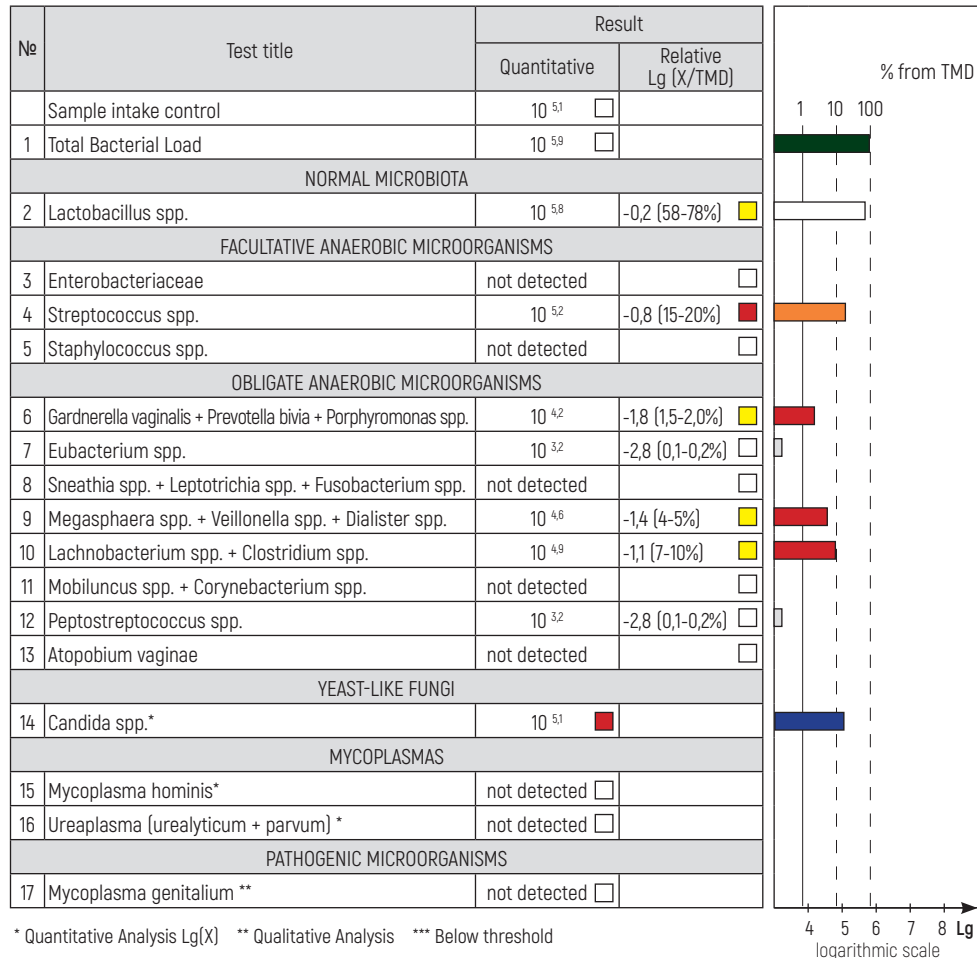 № Test title Result
Quantitative Relative Lg (X/TMD)
% from TMD
1 10 100
Sample intake control 10 5,1
1 Total Bacterial Load 10 5,9
NORMAL MICROBIOTA
2 Lactobacillus spp. 10 5,8 -0,2 (58-78%)
FACULTATIVE ANAEROBIC MICROORGANISMS
3 Enterobacteriaceae not detected
4 Streptococcus spp. 10 5,2 -0,8 (15-20%)
5 Staphylococcus spp. not detected
OBLIGATE ANAEROBIC MICROORGANISMS
6 Gardnerella vaginalis + Prevotella bivia + Porphyromonas spp. 10 4,2 -1,8 (1,5-2,0%)
7 Eubacterium spp. 10 3,2 -2,8 (0,1-0,2%)
8 Sneathia spp. + Leptotrichia spp. + Fusobacterium spp. not detected
9 Megasphaera spp. + Veillonella spp. + Dialister spp. 10 4,6 -1,4 (4-5%)
10 Lachnobacterium spp. + Clostridium spp. 10 4,9 -1,1 (7-10%)
11 Mobiluncus spp. + Corynebacterium spp. not detected
12 Peptostreptococcus spp. 10 3,2 -2,8 (0,1-0,2%)
13 Atopobium vaginae not detected
YEAST-LIKE FUNGI
14 Candida spp.* 10 5,1
MYCOPLASMAS
15 Mycoplasma hominis* not detected
16 Ureaplasma (urealyticum + parvum) * not detected
PATHOGENIC MICROORGANISMS
17 Mycoplasma genitalium ** not detected
4 5 6 7 8 Lg
logarithmic scale
* Quantitative Analysis Lg(X) ** Qualitative Analysis *** Below threshold